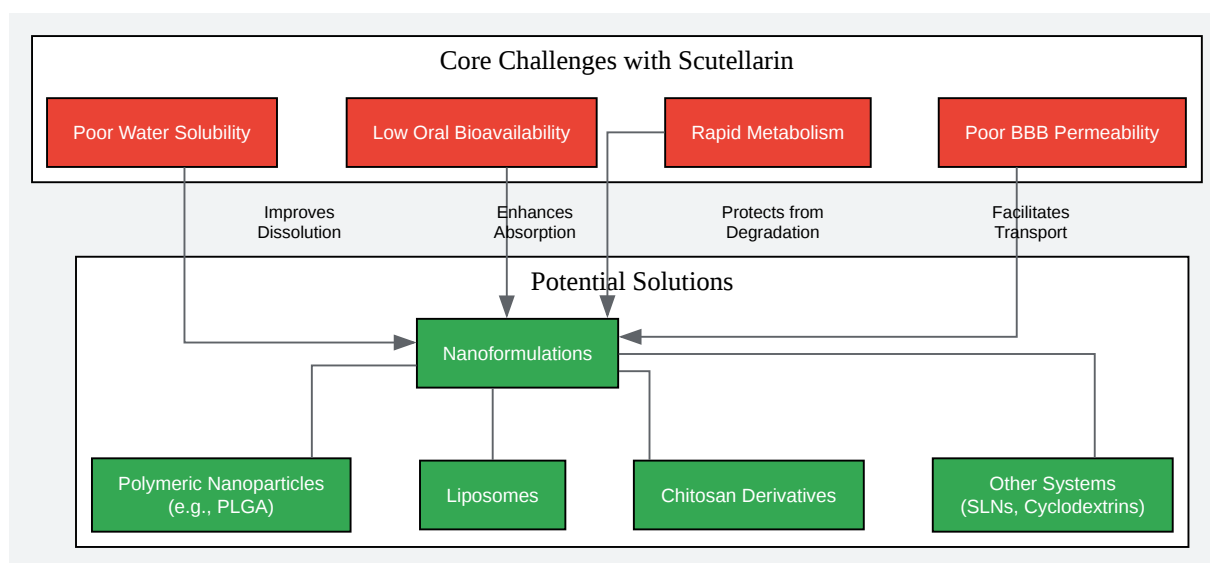 Core Challenges with Scutellarin
Poor Water Solubility
Low Oral Bioavailability
Rapid Metabolism
Poor BBB Permeability
Improves
Dissolution
Enhances
Absorption
Protects from
Degradation
Facilitates
Transport
Potential Solutions
Nanoformulations
Polymeric Nanoparticles
(e.g., PLGA)
Liposomes
Chitosan Derivatives
Other Systems
(SLNs, Cyclodextrins)